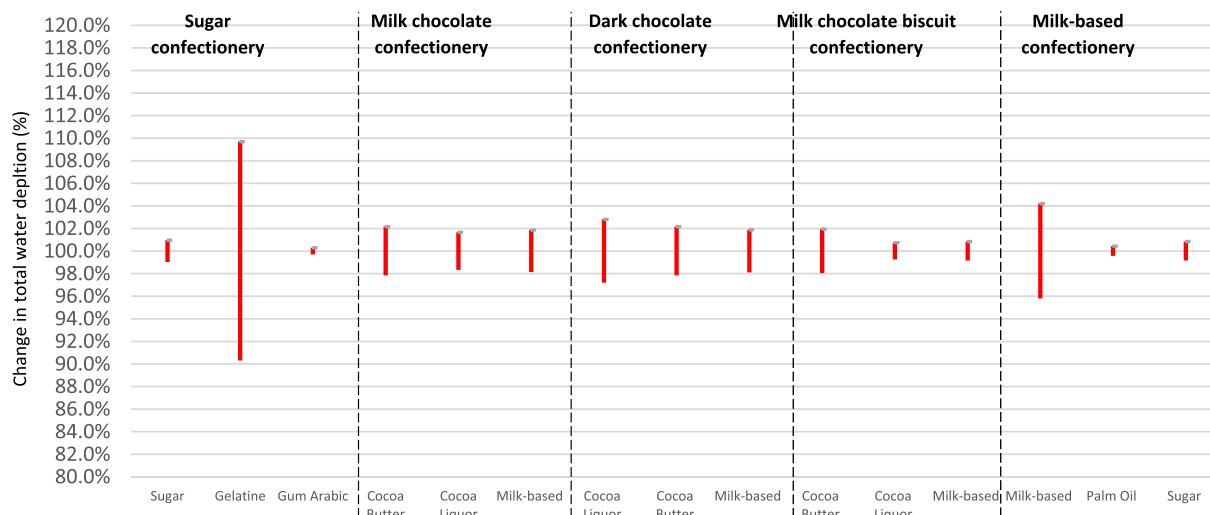 Sugar
confectionery
Milk chocolate
confectionery
Dark chocolate
confectionery
Milk chocolate biscuit
confectionery
Milk-based
confectionery
Change in total water depltion (%)
120.0%
118.0%
116.0%
114.0%
112.0%
110.0%
108.0%
106.0%
104.0%
102.0%
100.0%
98.0%
96.0%
94.0%
92.0%
90.0%
88.0%
86.0%
84.0%
82.0%
80.0%
Sugar
Gelatine
Gum Arabic
Cocoa
Butter
Cocoa
Liquor
Milk-based
Cocoa
Liquor
Cocoa
Butter
Milk-based
Cocoa
Butter
Cocoa
Liquor
Milk-based
Milk-based
Palm Oil
Sugar